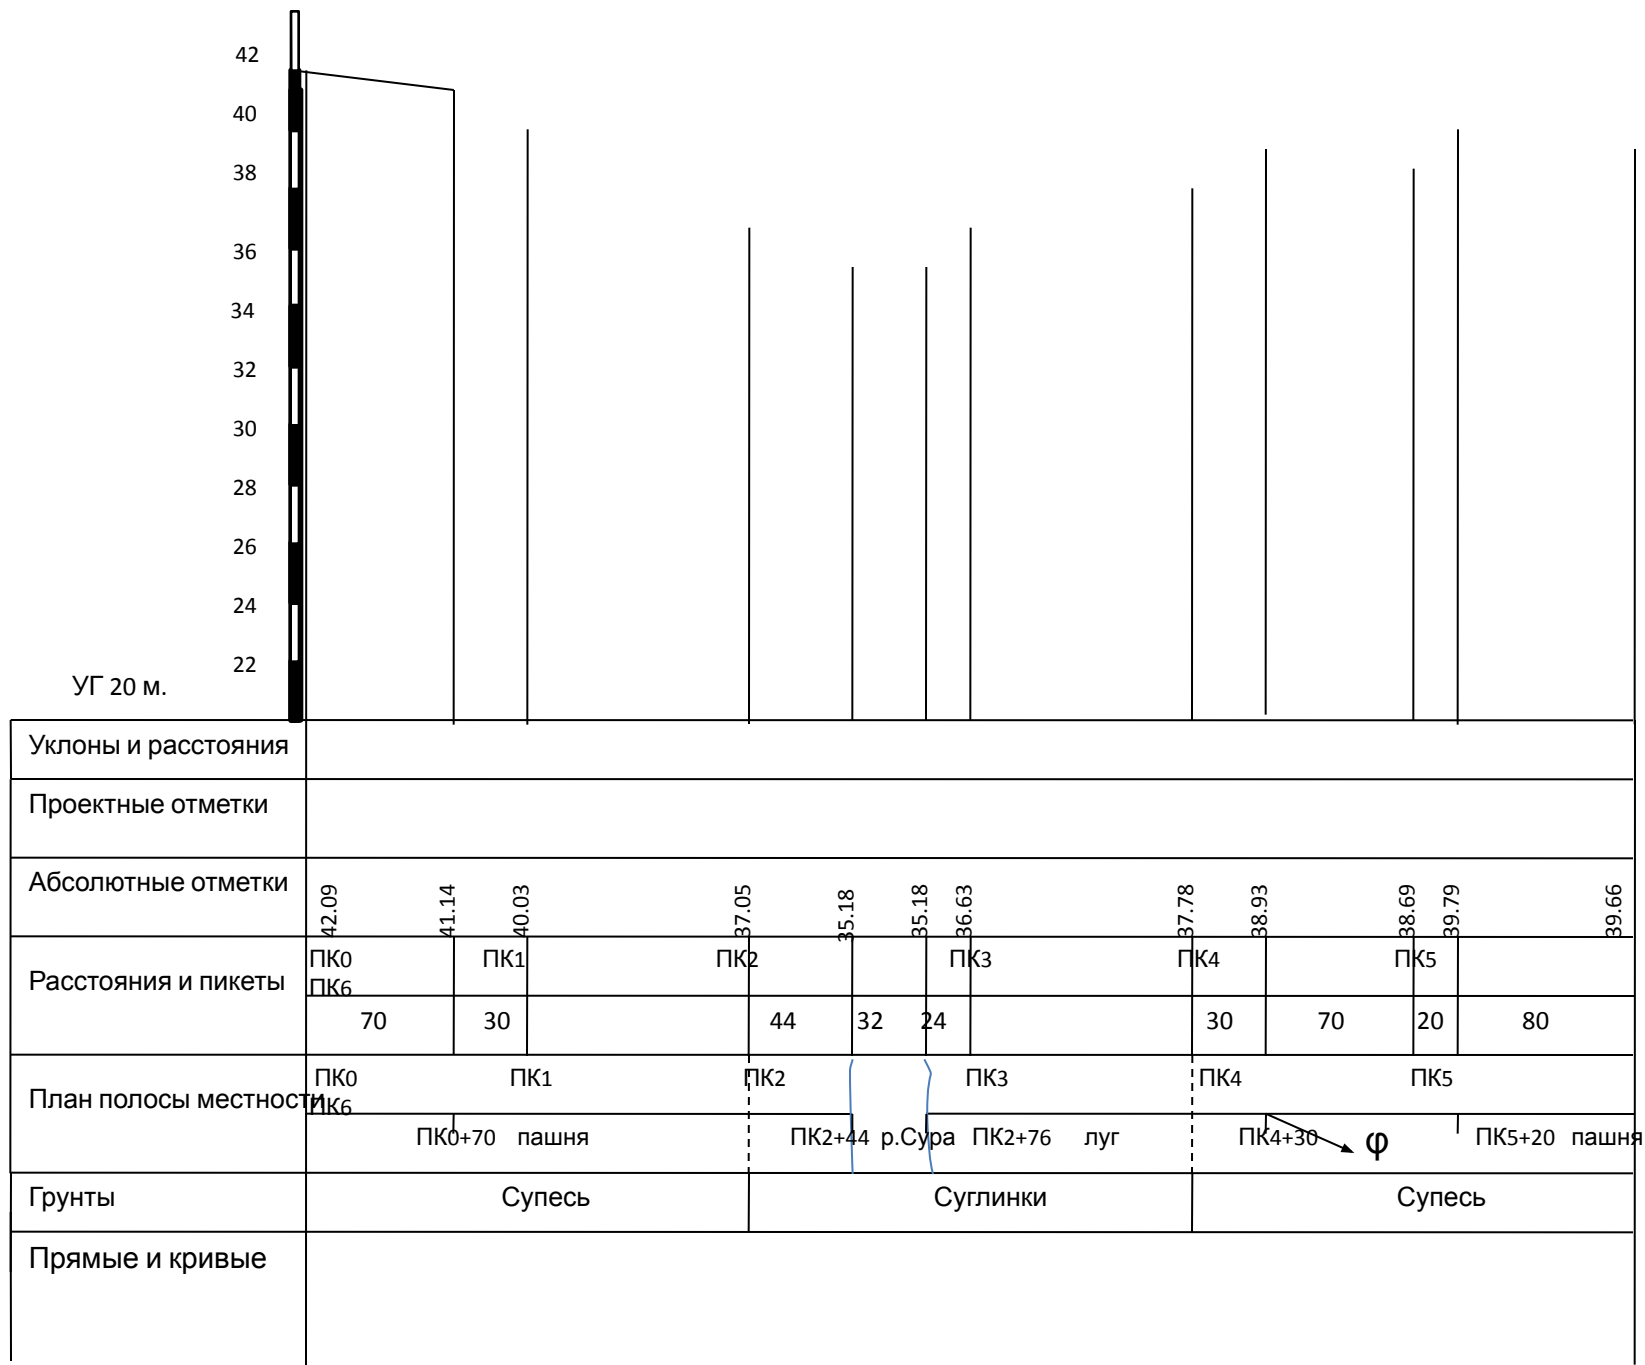 42
40
38
36
34
32
30
28
26
24
22
УГ 20 м.
Уклоны и расстояния
Проектные отметки
Абсолютные отметки
42.09 41.14 40.03 37.05 35.18 35.18 36.63 37.78 38.93 38.69 39.79 39.66
Расстояния и пикеты
ПК0 ПК1 ПК2 ПК3 ПК4 ПК5
ПК6
70 30 44 32 24 30 70 20 80
План полосы местности
ПК0 ПК1 ПК2 ПК3 ПК4 ПК5
ПК6
ПК0+70 пашня ПК2+44 р.Сура ПК2+76 луг ПК4+30 φ ПК5+20 пашня
Грунты Супесь Суглинки Супесь
Прямые и кривые